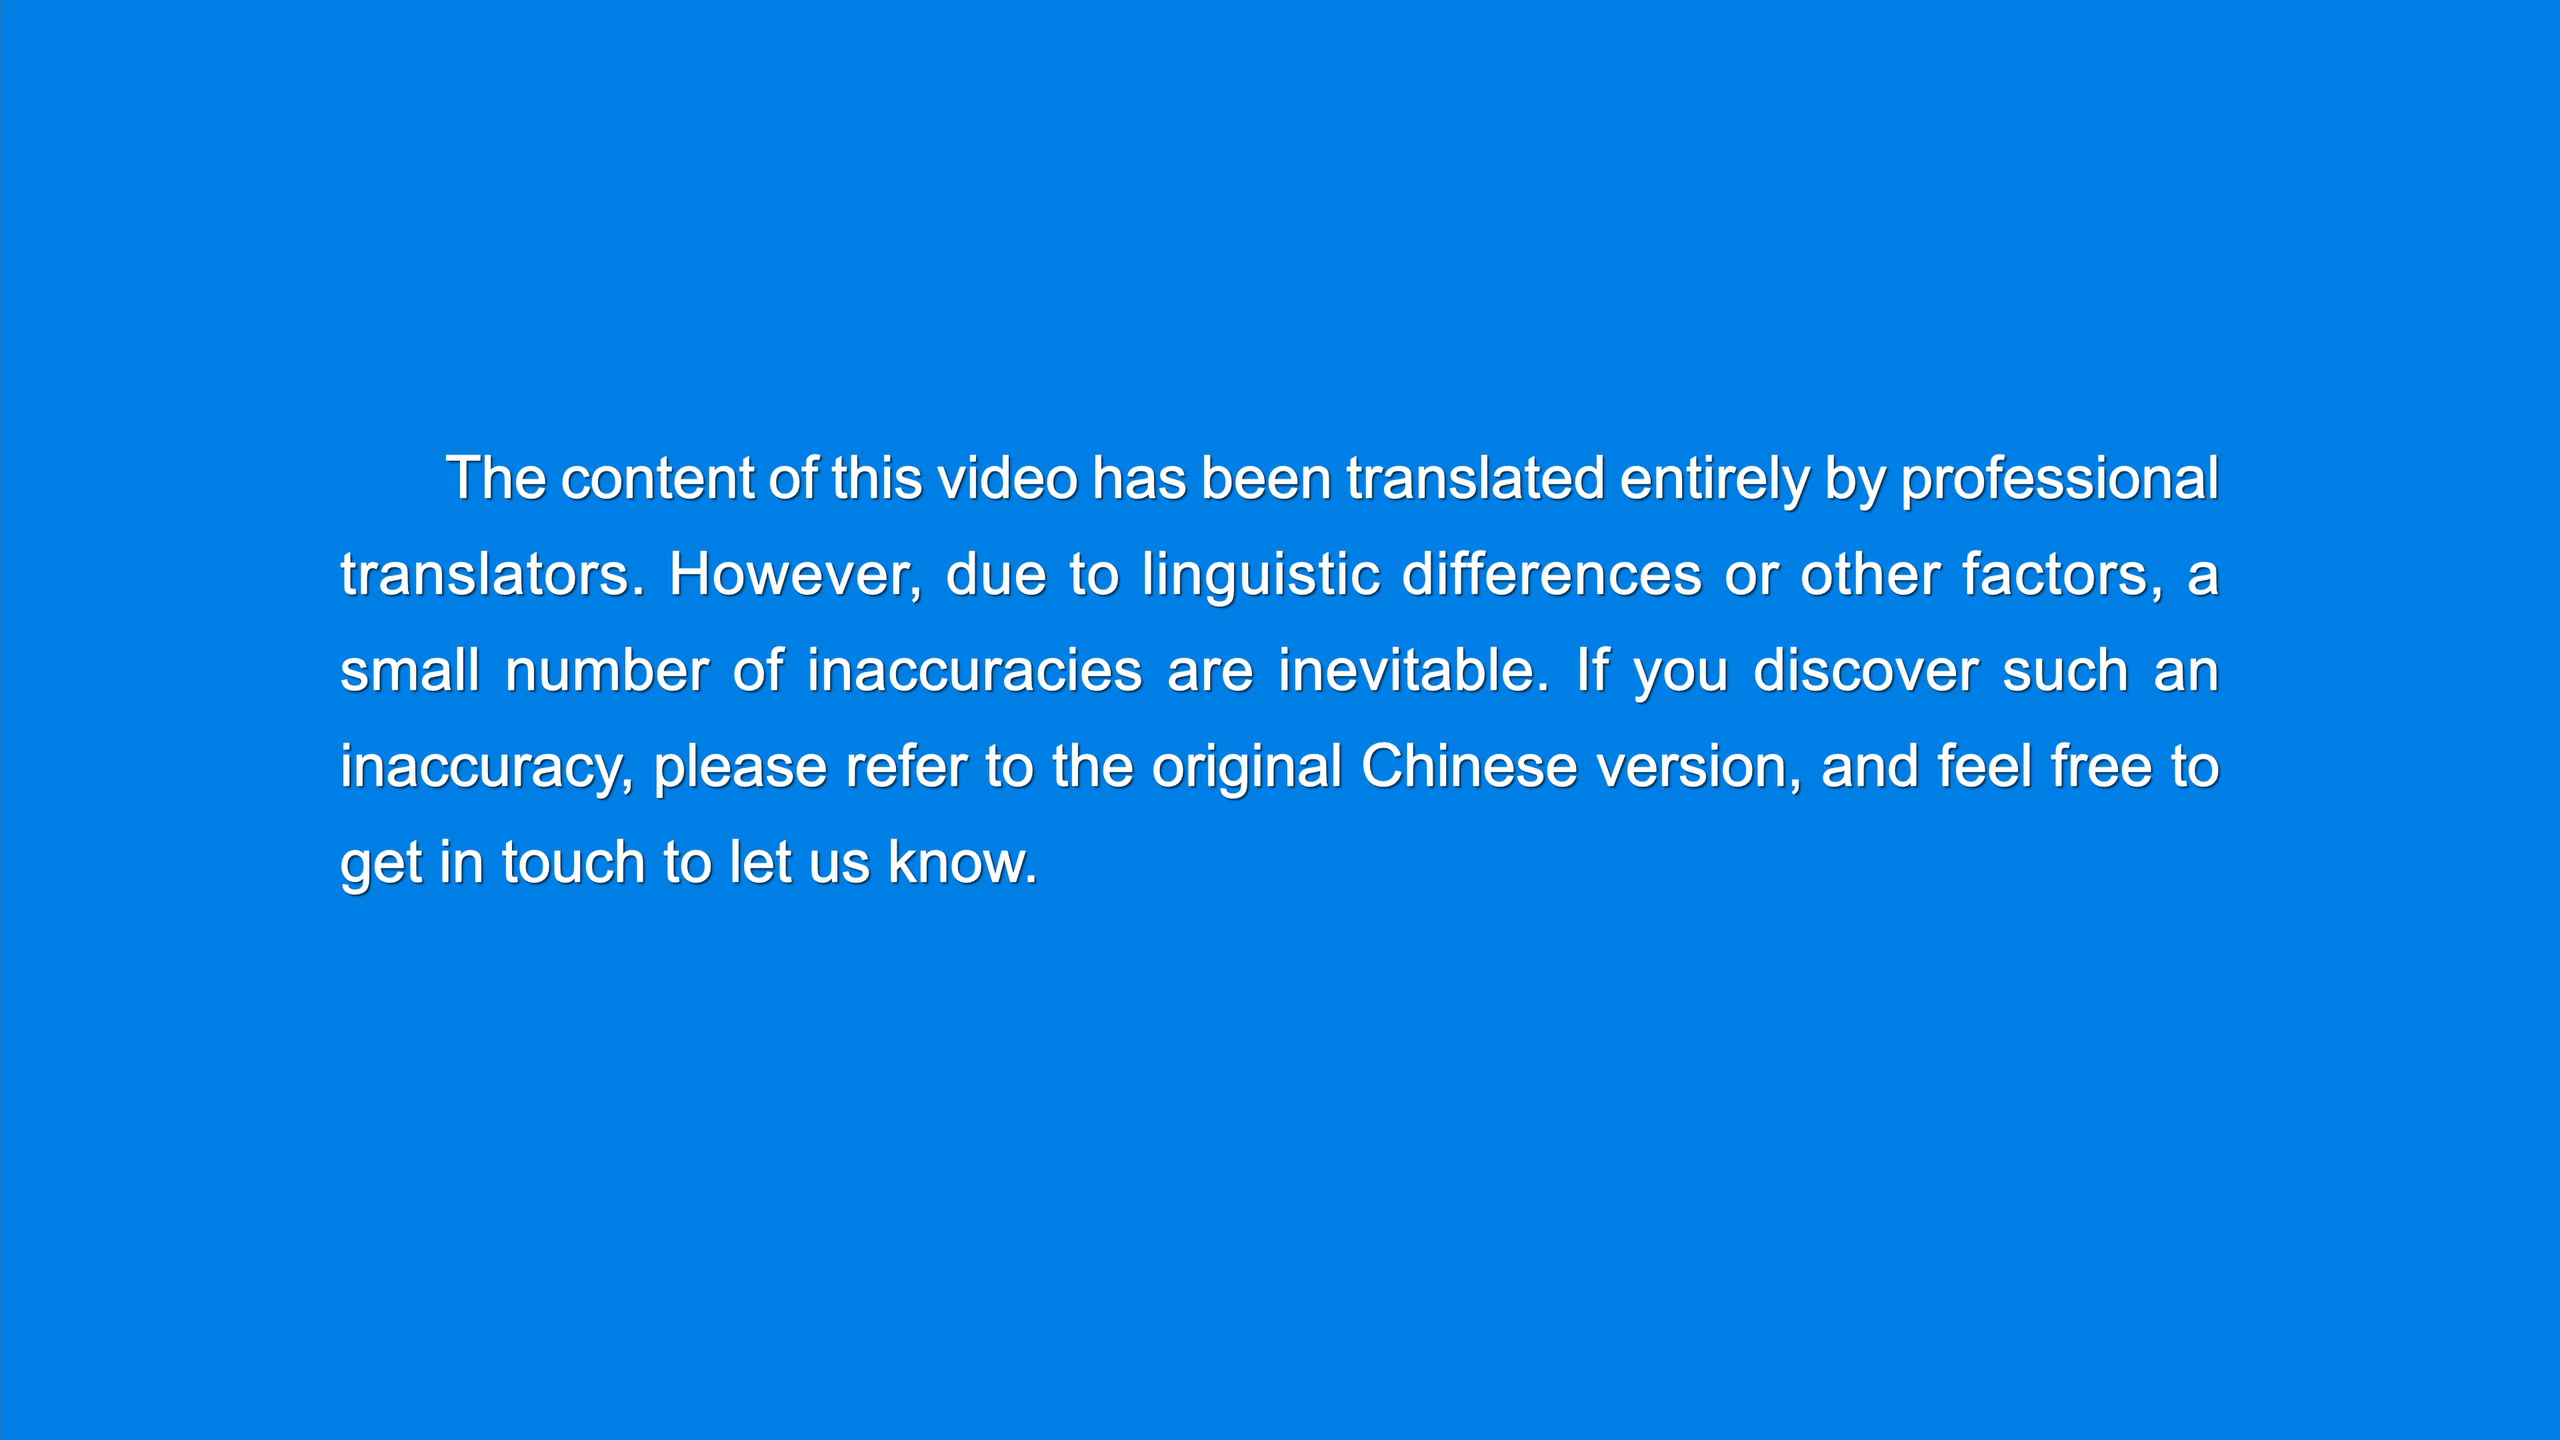 The content of this video has been translated entirely by professional
translators. However, due to linguistic differences or other factors, a
small number of inaccuracies are inevitable. If you discover such an
inaccuracy, please refer to the original Chinese version, and feel free to
get in touch to let us know.